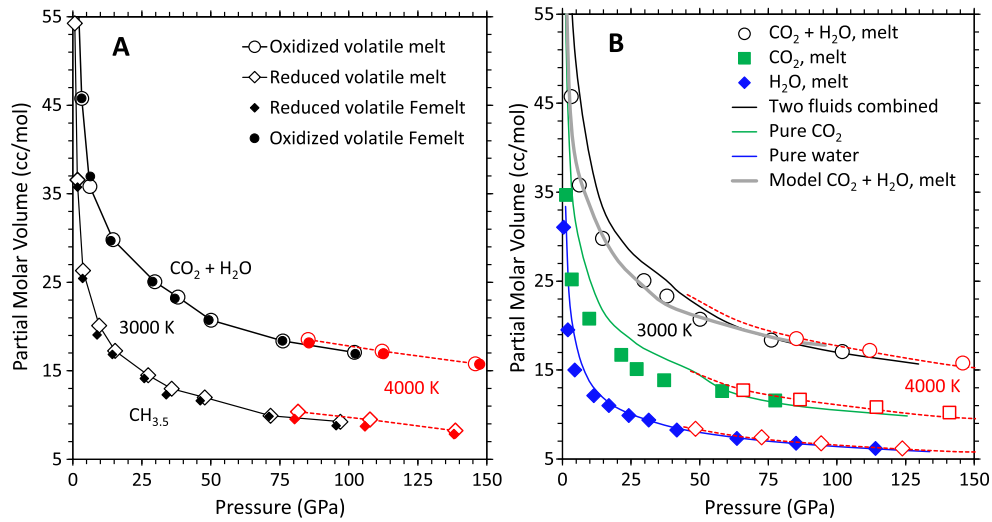 A
Oxidized volatile melt
Reduced volatile melt
Reduced volatile Femelt
Oxidized volatile Femelt
CO₂ + H₂O
3000 K
4000 K
CH₃.₅
55
45
35
25
15
5
0
25
50
75
100
125
150
Partial Molar Volume (cc/mol)
Pressure (GPa)
B
CO₂ + H₂O, melt
CO₂, melt
H₂O, melt
Two fluids combined
Pure CO₂
Pure water
Model CO₂ + H₂O, melt
3000 K
4000 K
55
45
35
25
15
5
0
25
50
75
100
125
150
Partial Molar Volume (cc/mol)
Pressure (GPa)